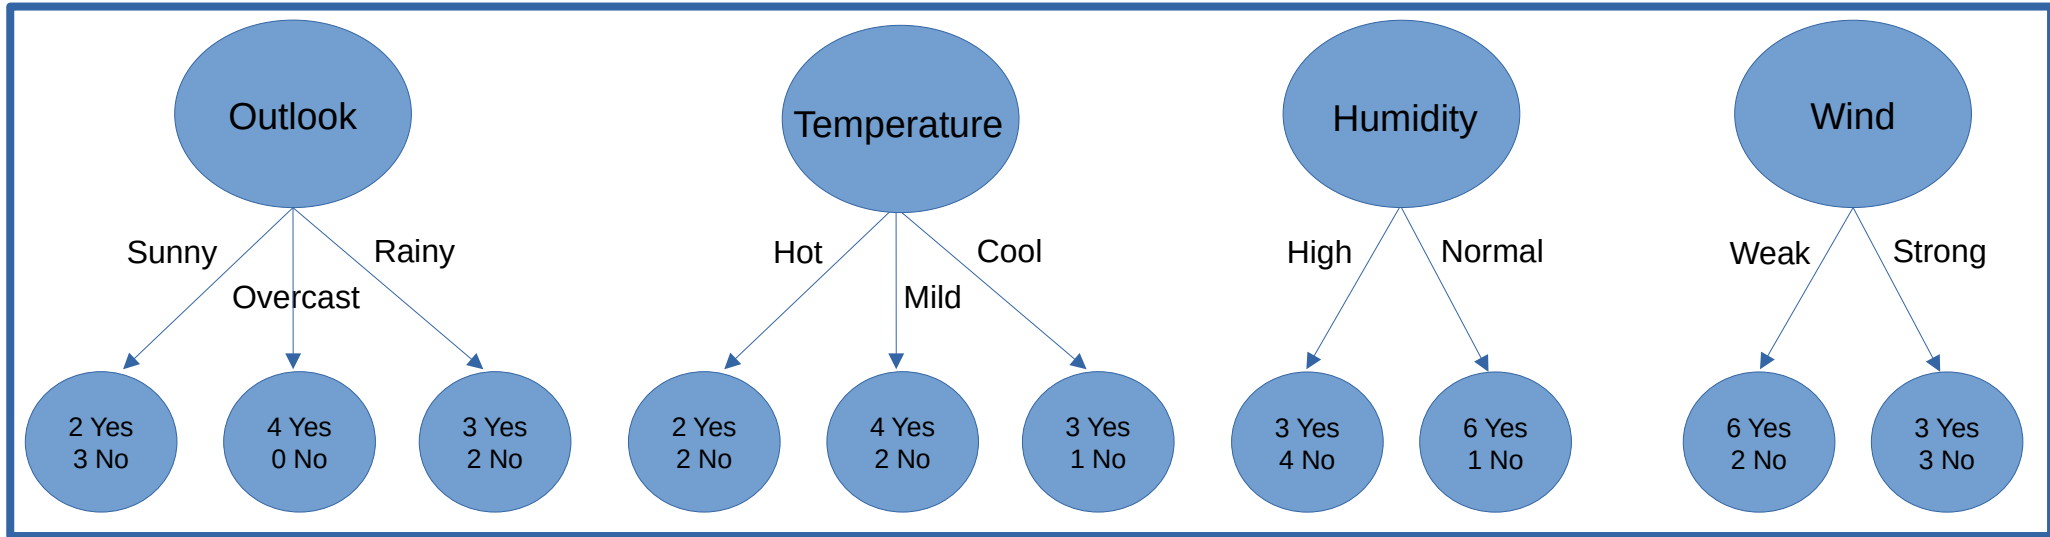 Outlook
Temperature
Humidity
Wind
Sunny
Overcast
Rainy
Hot
Mild
Cool
High
Normal
Weak
Strong
2 Yes
3 No
4 Yes
0 No
3 Yes
2 No
2 Yes
2 No
4 Yes
2 No
3 Yes
1 No
3 Yes
4 No
6 Yes
1 No
6 Yes
2 No
3 Yes
3 No